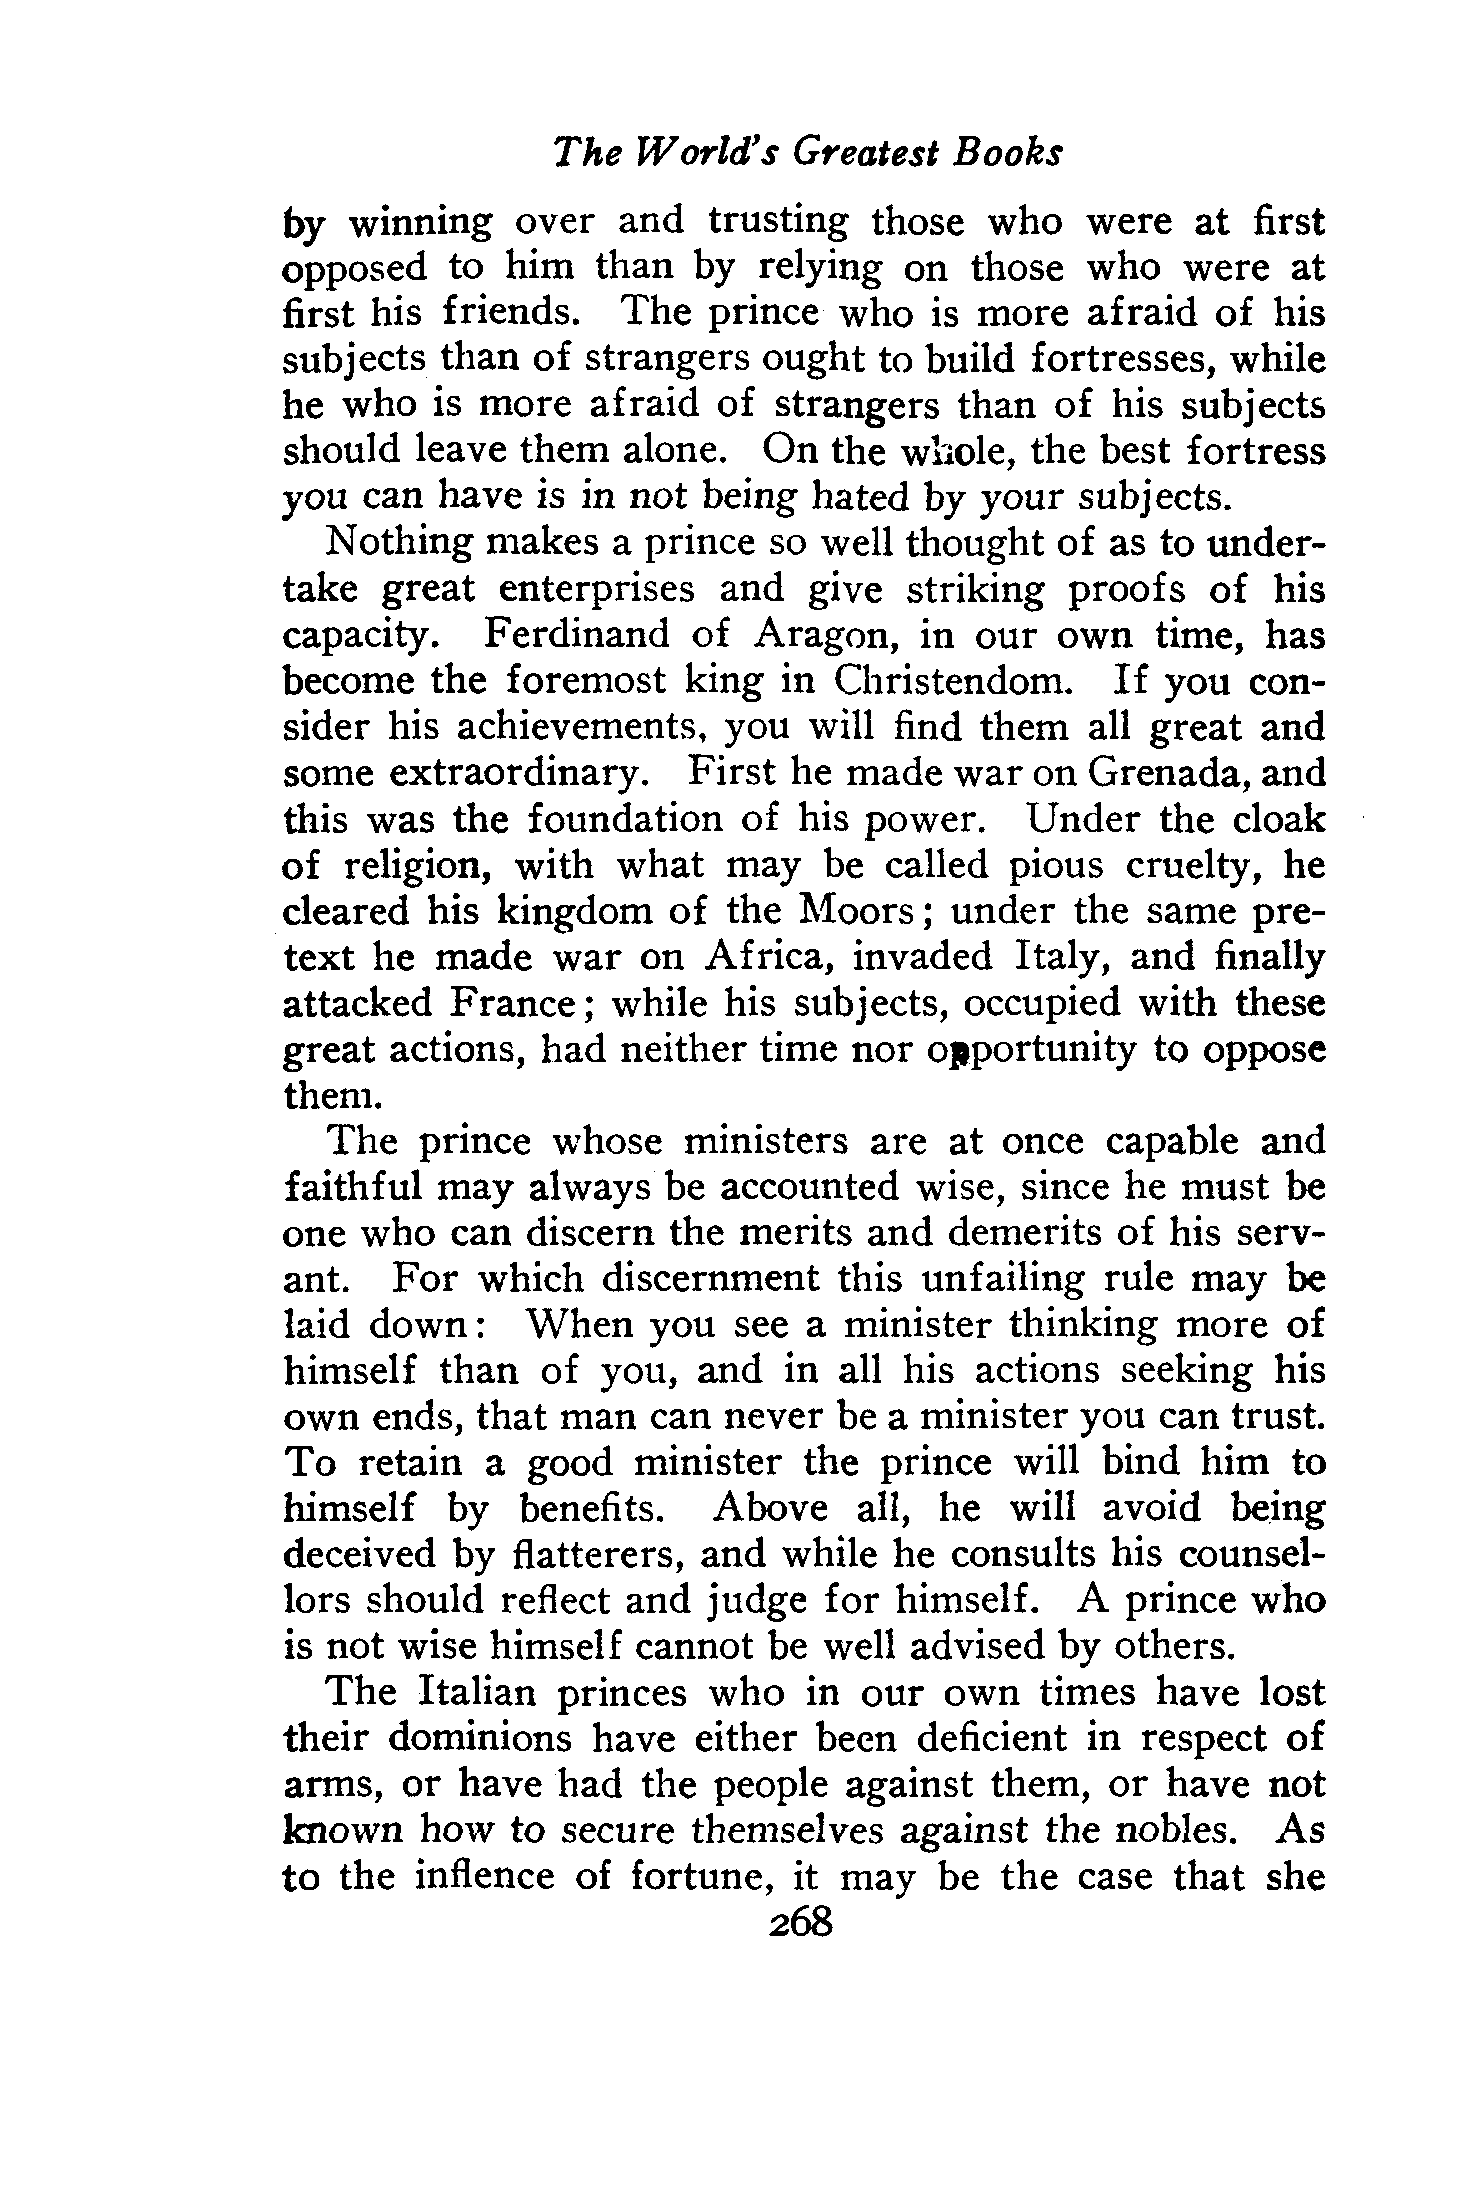 The World's Greatest Books
by winning over and trusting those who were at first
opposed to him than by relying on those who were at
first his friends. The prince who is more afraid of his
subjects than of strangers ought to build fortresses, while
he who is more afraid of strangers than of his subjects
should leave them alone. On the whole, the best fortress
you can have is in not being hated by your subjects.
Nothing makes a prince so well thought of as to under-
take great enterprises and give striking proofs of his
capacity. Ferdinand of Aragon, in our own time, has
become the foremost king in Christendom. If you con-
sider his achievements, you will find them all great and
some extraordinary. First he made war on Grenada, and
this was the foundation of his power. Under the cloak
of religion, with what may be called pious cruelty, he
cleared his kingdom of the Moors; under the same pre-
text he made war on Africa, invaded Italy, and finally
attacked France; while his subjects, occupied with these
great actions, had neither time nor opportunity to oppose
them.
The prince whose ministers are at once capable and
faithful may always be accounted wise, since he must be
one who can discern the merits and demerits of his serv-
ant. For which discernment this unfailing rule may be
laid down: When you see a minister thinking more of
himself than of you, and in all his actions seeking his
own ends, that man can never be a minister you can trust.
To retain a good minister the prince will bind him to
himself by benefits. Above all, he will avoid being
deceived by flatterers, and while he consults his counsel-
lors should reflect and judge for himself. A prince who
is not wise himself cannot be well advised by others.
The Italian princes who in our own times have lost
their dominions have either been deficient in respect of
arms, or have had the people against them, or have not
known how to secure themselves against the nobles. As
to the inflence of fortune, it may be the case that she
268